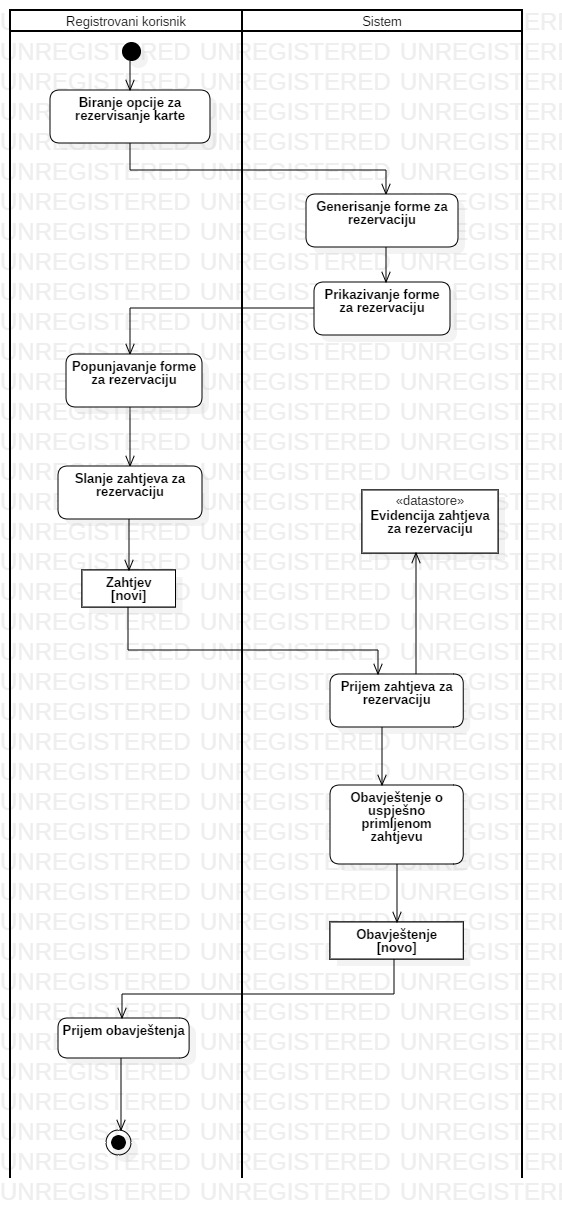 Registrovani korisnik
Sistem
Biranje opcije za
rezervisanje karte
Generisanje forme za
rezervaciju
Prikazivanje forme
za rezervaciju
Popunjavanje forme
za rezervaciju
Slanje zahtjeva za
rezervaciju
«datastore»
Evidencija zahtjeva
za rezervaciju
Zahtjev
[novi]
Prijem zahtjeva za
rezervaciju
Obavještenje o
uspješno
primljenom
zahtjevu
Obavještenje
[novo]
Prijem obavještenja
UNREGISTERED